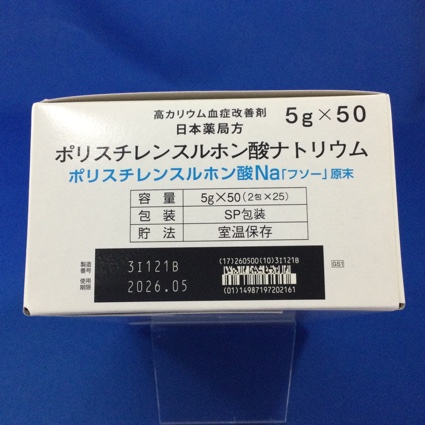 高カリウム血症改善剤 5g×50
日本薬局方
ポリスチレンスルホン酸ナトリウム
ポリスチレンスルホン酸Na「フソー」原末
容量 5g×50(2包×25)
包装 SP包装
貯法 室温保存
製造番号 3I121B
使用期限 2026.05
(17)260500(10)3I121B
(01)14987197202161
GS1